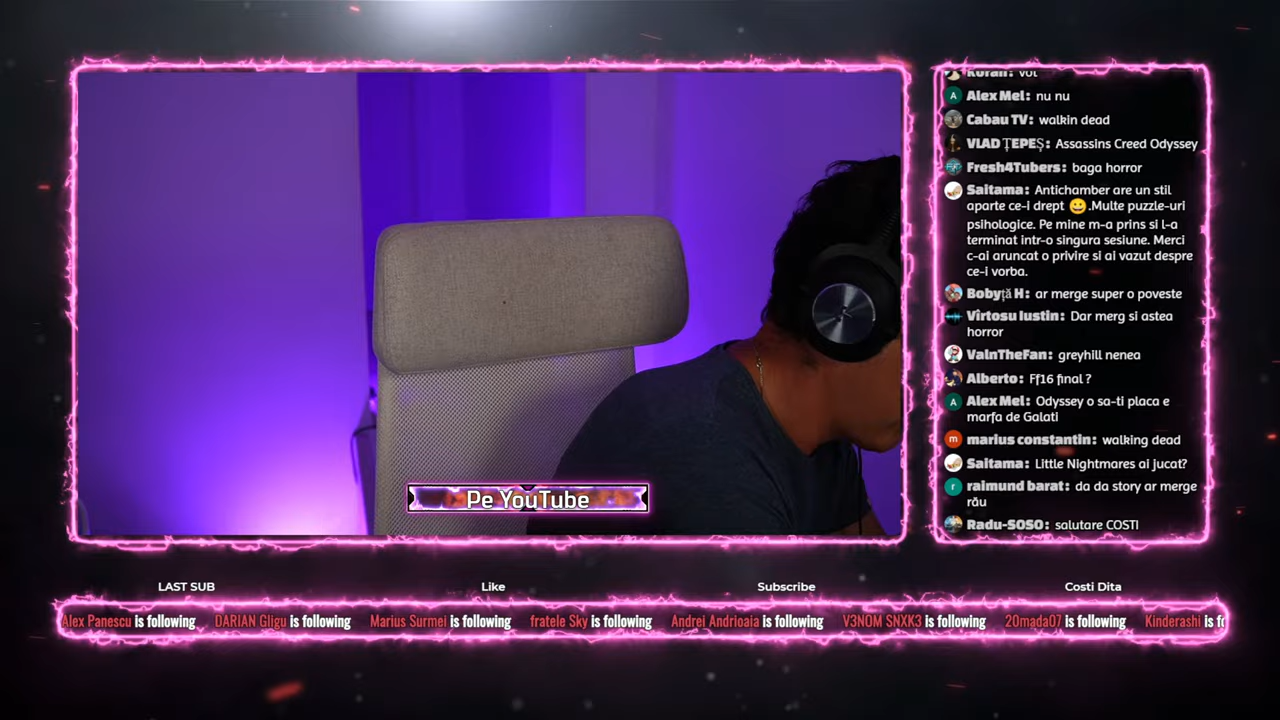 Koran: vot
Alex Mel: nu nu
Cabau TV: walkin dead
VLAD ȚEPEȘ: Assassins Creed Odyssey
Fresh4Tubers: baga horror
Saitama: Antichamber are un stil
aparte ce-i drept 😀.Multe puzzle-uri
psihologice. Pe mine m-a prins si l-a
terminat intr-o singura sesiune. Merci
c-ai aruncat o privire si ai vazut despre
ce-i vorba.
Bobyță H: ar merge super o poveste
Vîrtosu Iustin: Dar merg si astea
horror
ValnTheFan: greyhill nenea
Alberto: Ff16 final ?
Alex Mel: Odyssey o sa-ti placa e
marfa de Galati
marius constantin: walking dead
Saitama: Little Nightmares ai jucat?
raimund barat: da da story ar merge
rău
Radu-SOSO: salutare COSTI
Pe YouTube
LAST SUB Like Subscribe Costi Dita
Alex Panescu is following DARIAN Gligu is following Marius Surmei is following fratele Sky is following Andrei Andrioaia is following V3NOM SNXK3 is following 20mada07 is following Kinderashi is fo